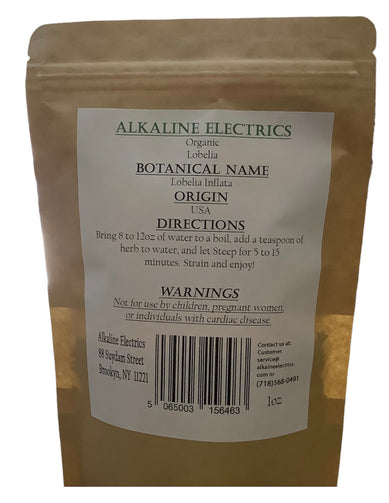 ALKALINE ELECTRICS
Organic
Lobelia
BOTANICAL NAME
Lobelia Inflata
ORIGIN
USA
DIRECTIONS
Bring 8 to 12oz of water to a boil, add a teaspoon of
herb to water; and let Steep for 5 to 15
minutes. Strain and enjoy!
WARNINGS
Not for use by children, pregnant women,
or individuals with cardiac disease.
Alkaline Electrics
88 Suydam Street
Brookyn, NY 11221
5 065003 156463
Contact us at:
Customer
service@
alkaineelectrics.
com or
(718)568-0491
1oz